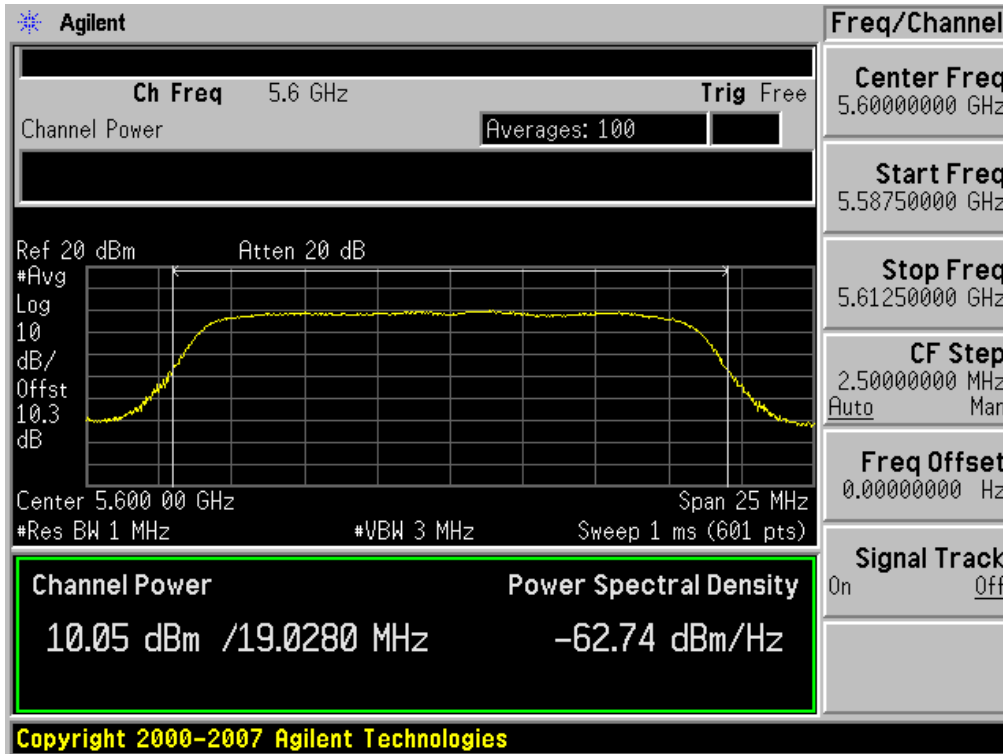 Agilent
Freq/Channel
Ch Freq 5.6 GHz Trig Free
Channel Power Averages: 100
Center Freq
5.60000000 GHz
Start Freq
5.58750000 GHz
Stop Freq
5.61250000 GHz
CF Step
2.50000000 MHz
Auto Man
Freq Offset
0.00000000 Hz
Signal Track
On Off
Ref 20 dBm Atten 20 dB
#Avg
Log
10
dB/
Offst
10.3
dB
Center 5.600 00 GHz Span 25 MHz
#Res BW 1 MHz #VBW 3 MHz Sweep 1 ms (601 pts)
Channel Power Power Spectral Density
10.05 dBm /19.0280 MHz -62.74 dBm/Hz
Copyright 2000-2007 Agilent Technologies